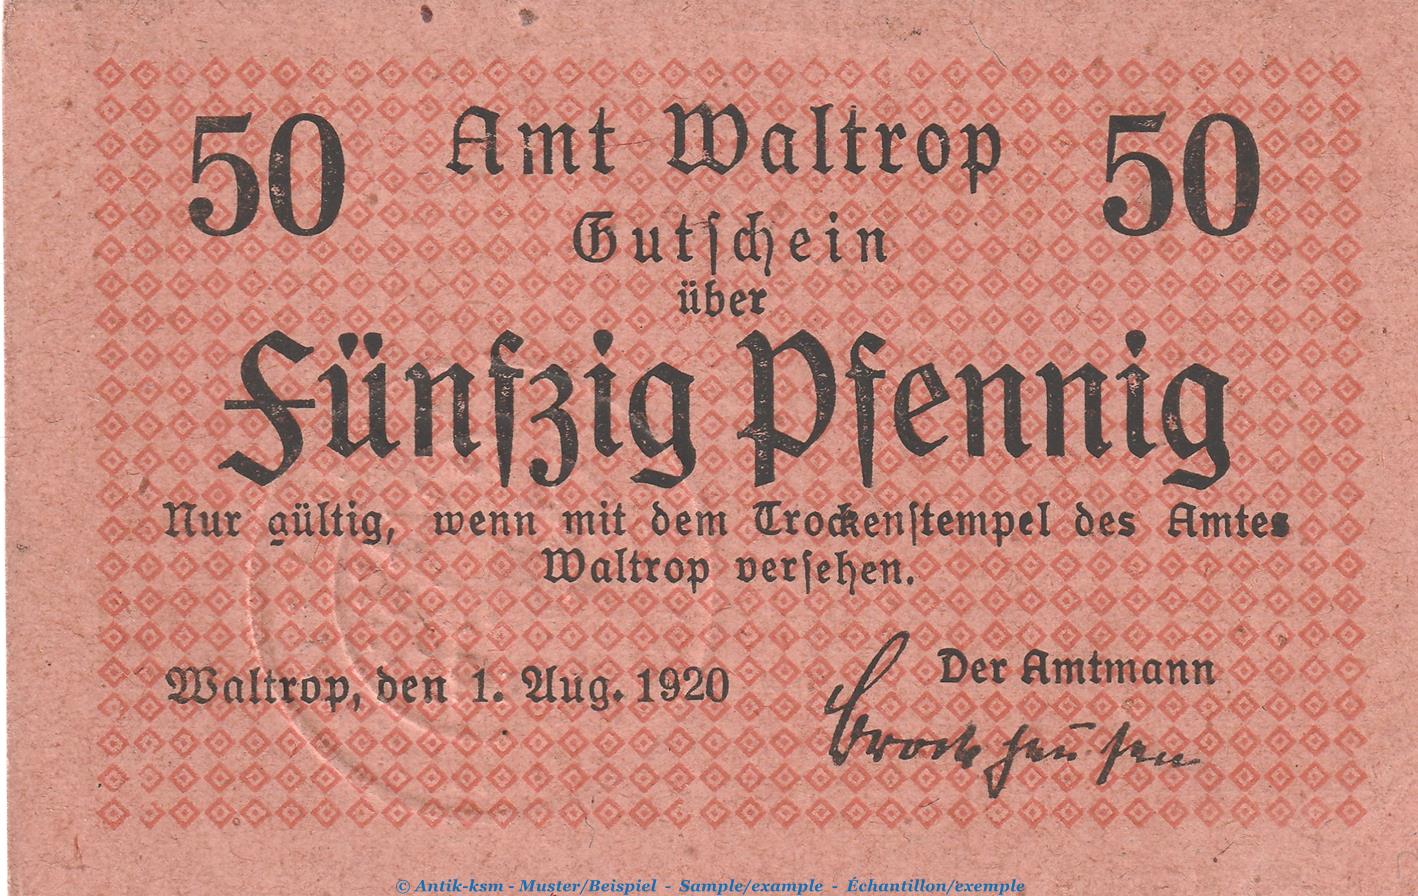 50 Amt Waltrop 50
Gutschein
über
Fünfzig Pfennig
Nur gültig, wenn mit dem Trockenstempel des Amtes
Waltrop versehen.
Waltrop, den 1. Aug. 1920
Der Amtmann
Brockhausen
© Antik-ksm - Muster/Beispiel - Sample/example - Échantillon/exemple